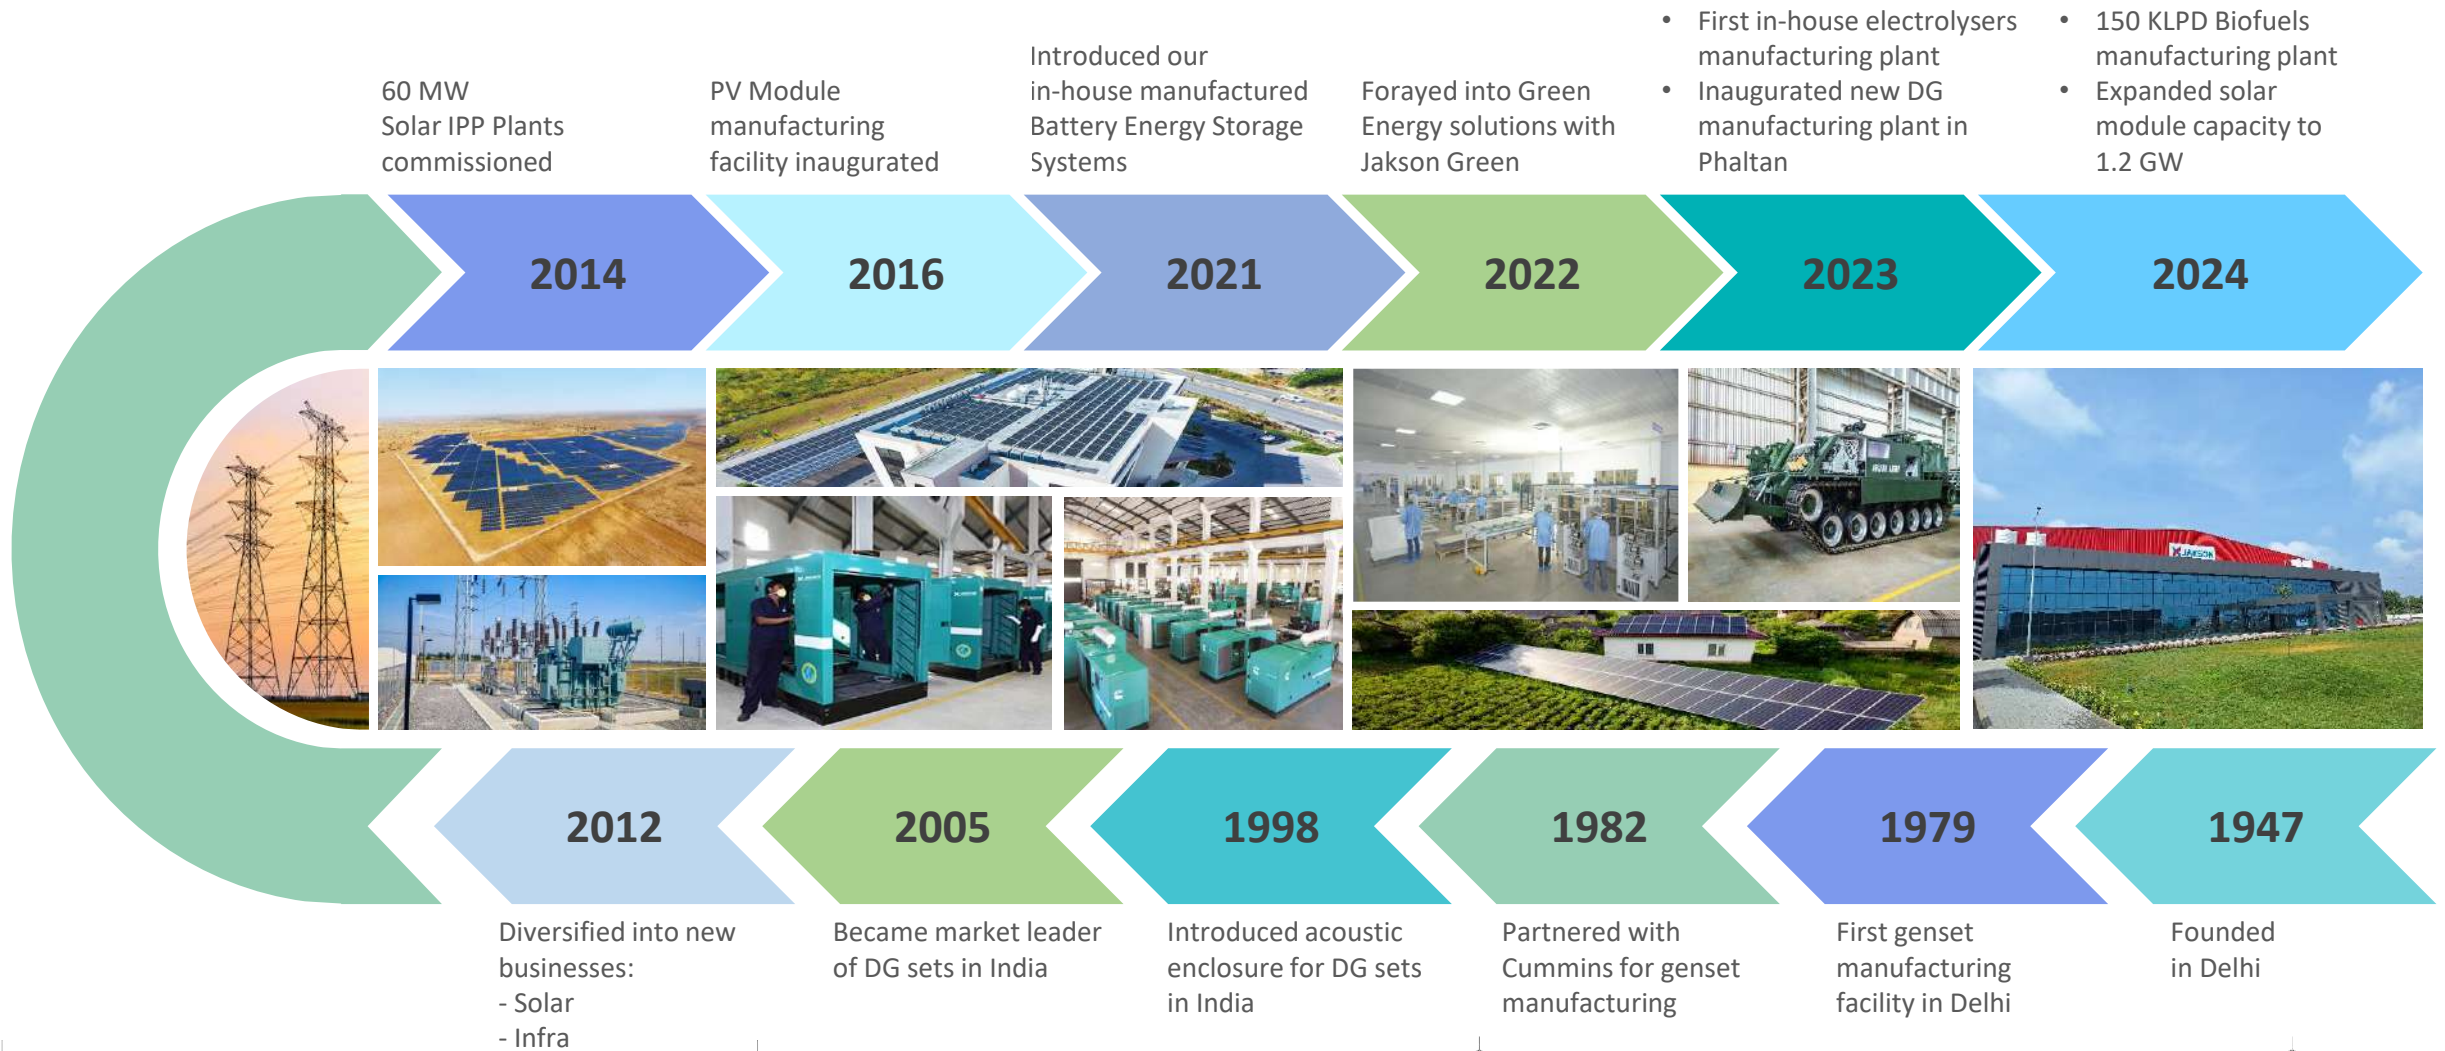 60 MW
Solar IPP Plants
commissioned
PV Module
manufacturing
facility inaugurated
Introduced our
in-house manufactured
Battery Energy Storage
Systems
Forayed into Green
Energy solutions with
Jakson Green
• First in-house electrolysers
manufacturing plant
• Inaugurated new DG
manufacturing plant in
Phaltan
• 150 KLPD Biofuels
manufacturing plant
• Expanded solar
module capacity to
1.2 GW
2014
2016
2021
2022
2023
2024
JAKSON
2012
2005
1998
1982
1979
1947
Diversified into new
businesses:
- Solar
- Infra
Became market leader
of DG sets in India
Introduced acoustic
enclosure for DG sets
in India
Partnered with
Cummins for genset
manufacturing
First genset
manufacturing
facility in Delhi
Founded
in Delhi